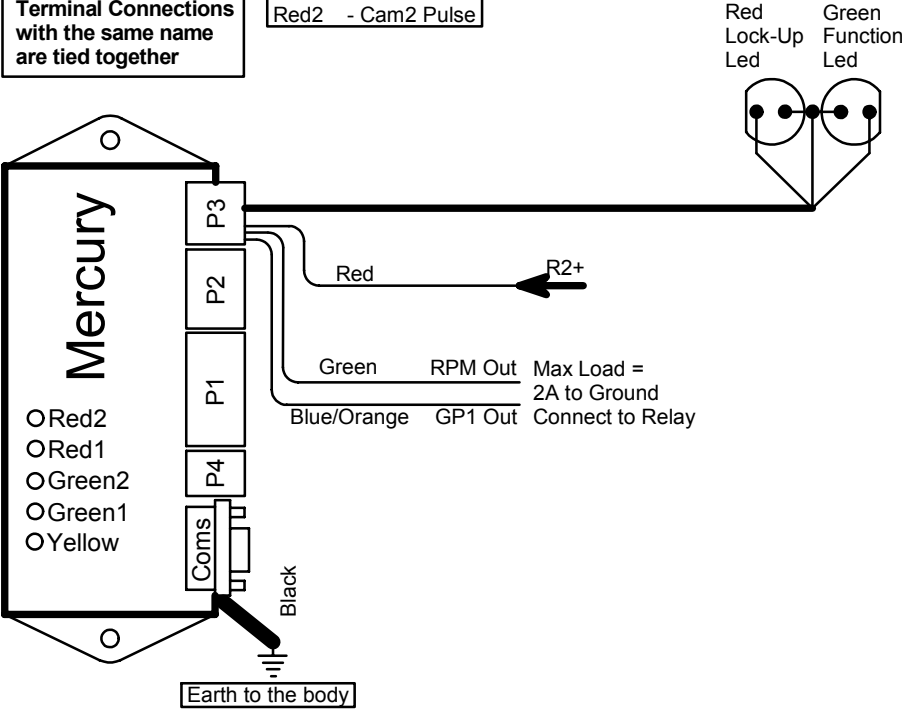 Terminal Connections
with the same name
are tied together
Red2 - Cam2 Pulse
Red Lock-Up Led
Green Function Led
Mercury
P3
P2
P1
P4
Coms
Red2
Red1
Green2
Green1
Yellow
Red
R2+
Green RPM Out
Blue/Orange GP1 Out
Max Load =
2A to Ground
Connect to Relay
Black
Earth to the body